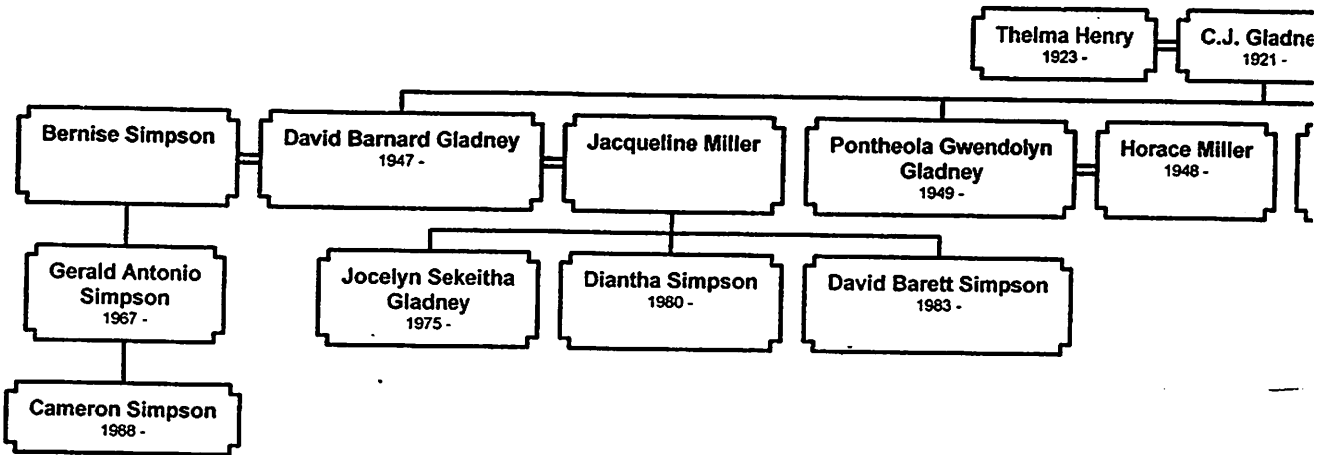 Thelma Henry
1923 -
C.J. Gladne
1921 -
Bernise Simpson
David Barnard Gladney
1947 -
Jacqueline Miller
Pontheola Gwendolyn
Gladney
1949 -
Horace Miller
1948 -
Gerald Antonio
Simpson
1967 -
Jocelyn Sekeitha
Gladney
1975 -
Diantha Simpson
1980 -
David Barett Simpson
1983 -
Cameron Simpson
1988 -